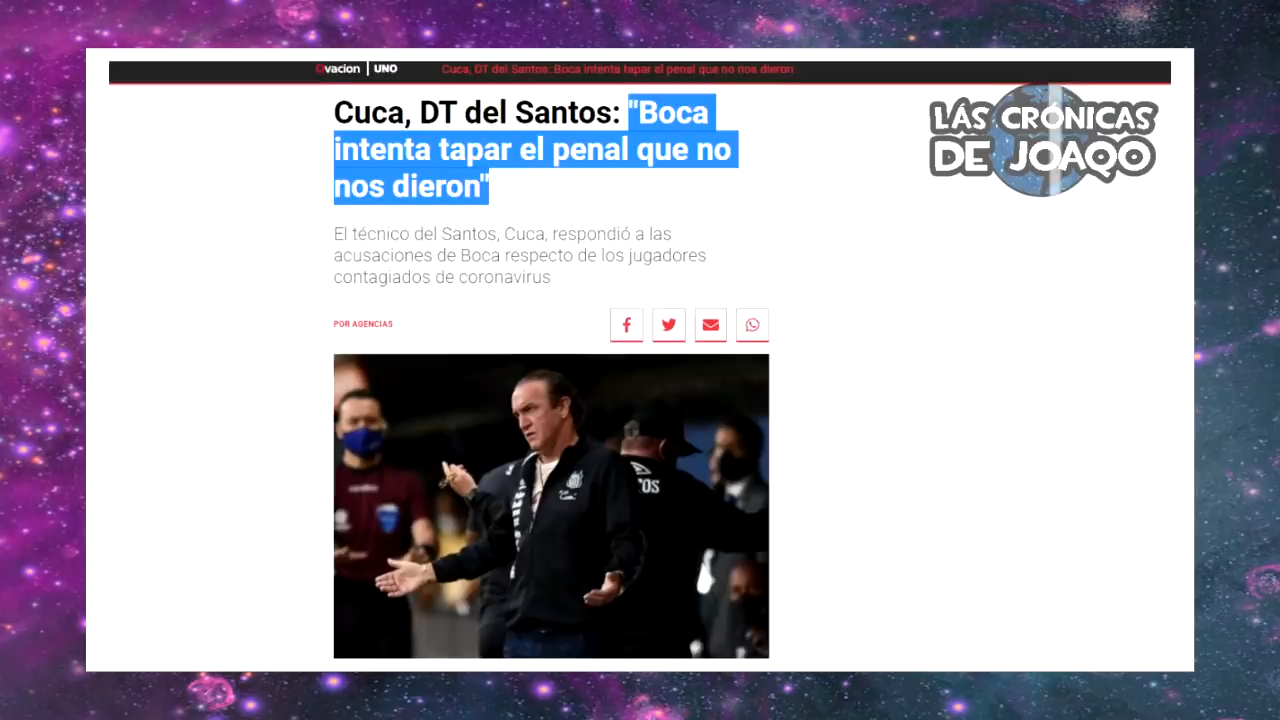 Ovacion | UNO
Cuca, DT del Santos: Boca intenta tapar el penal que no nos dieron
LÁS CRÓNICAS
DE JOAQO
Cuca, DT del Santos: "Boca
intenta tapar el penal que no
nos dieron"
El técnico del Santos, Cuca, respondió a las
acusaciones de Boca respecto de los jugadores
contagiados de coronavirus
POR AGENCIAS
TOS